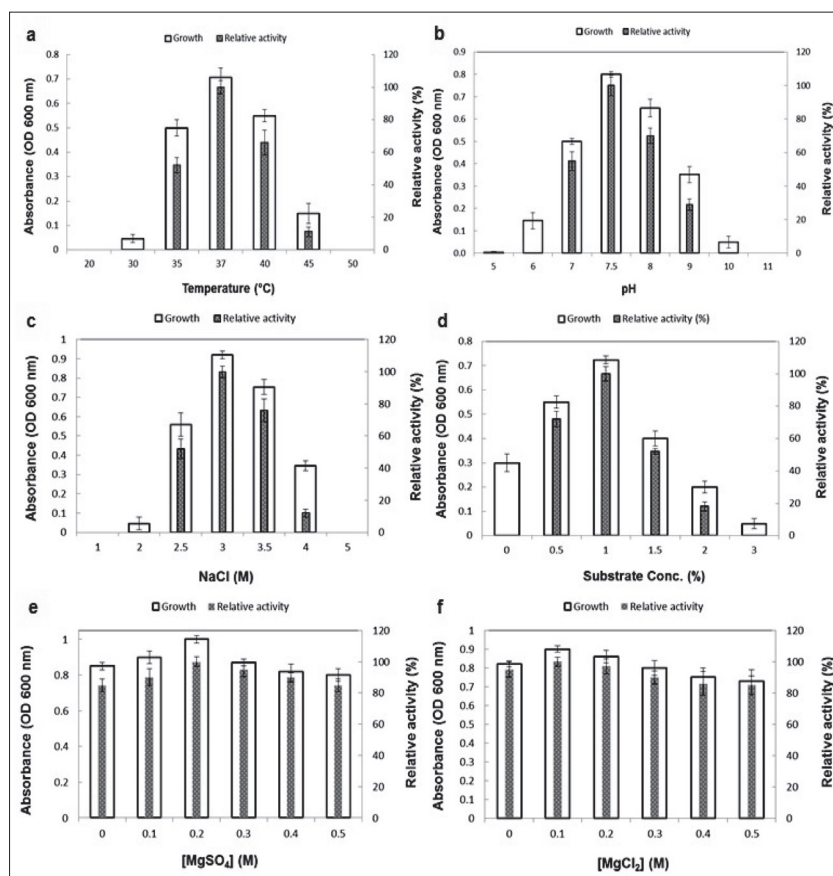 a
Growth Relative activity
Absorbance (OD 600 nm)
0.8
0.7
0.6
0.5
0.4
0.3
0.2
0.1
0
120
100
80
60
40
20
0
Relative activity (%)
20 30 35 37 40 45 50
Temperature (°C)
b
Growth Relative activity
Absorbance (OD 600 nm)
0.9
0.8
0.7
0.6
0.5
0.4
0.3
0.2
0.1
0.0
120
100
80
60
40
20
0
Relative activity (%)
5 6 7 7.5 8 9 10 11
pH
c
Growth Relative activity
Absorbance (OD 600 nm)
1
0.9
0.8
0.7
0.6
0.5
0.4
0.3
0.2
0.1
0
120
100
80
60
40
20
0
Relative activity (%)
1 2 2.5 3 3.5 4 5
NaCl (M)
d
Growth Relative activity (%)
Absorbance (OD 600 nm)
0.8
0.7
0.6
0.5
0.4
0.3
0.2
0.1
0
120
100
80
60
40
20
0
Relative activity (%)
0 0.5 1 1.5 2 3
Substrate Conc. (%)
e
Growth Relative activity
Absorbance (OD 600 nm)
1
0.8
0.6
0.4
0.2
0
120
100
80
60
40
20
0
Relative activity (%)
0 0.1 0.2 0.3 0.4 0.5
[MgSO₄] (M)
f
Growth Relative activity
Absorbance (OD 600 nm)
1
0.9
0.8
0.7
0.6
0.5
0.4
0.3
0.2
0.1
0
120
100
80
60
40
20
0
Relative activity (%)
0 0.1 0.2 0.3 0.4 0.5
[MgCl₂] (M)